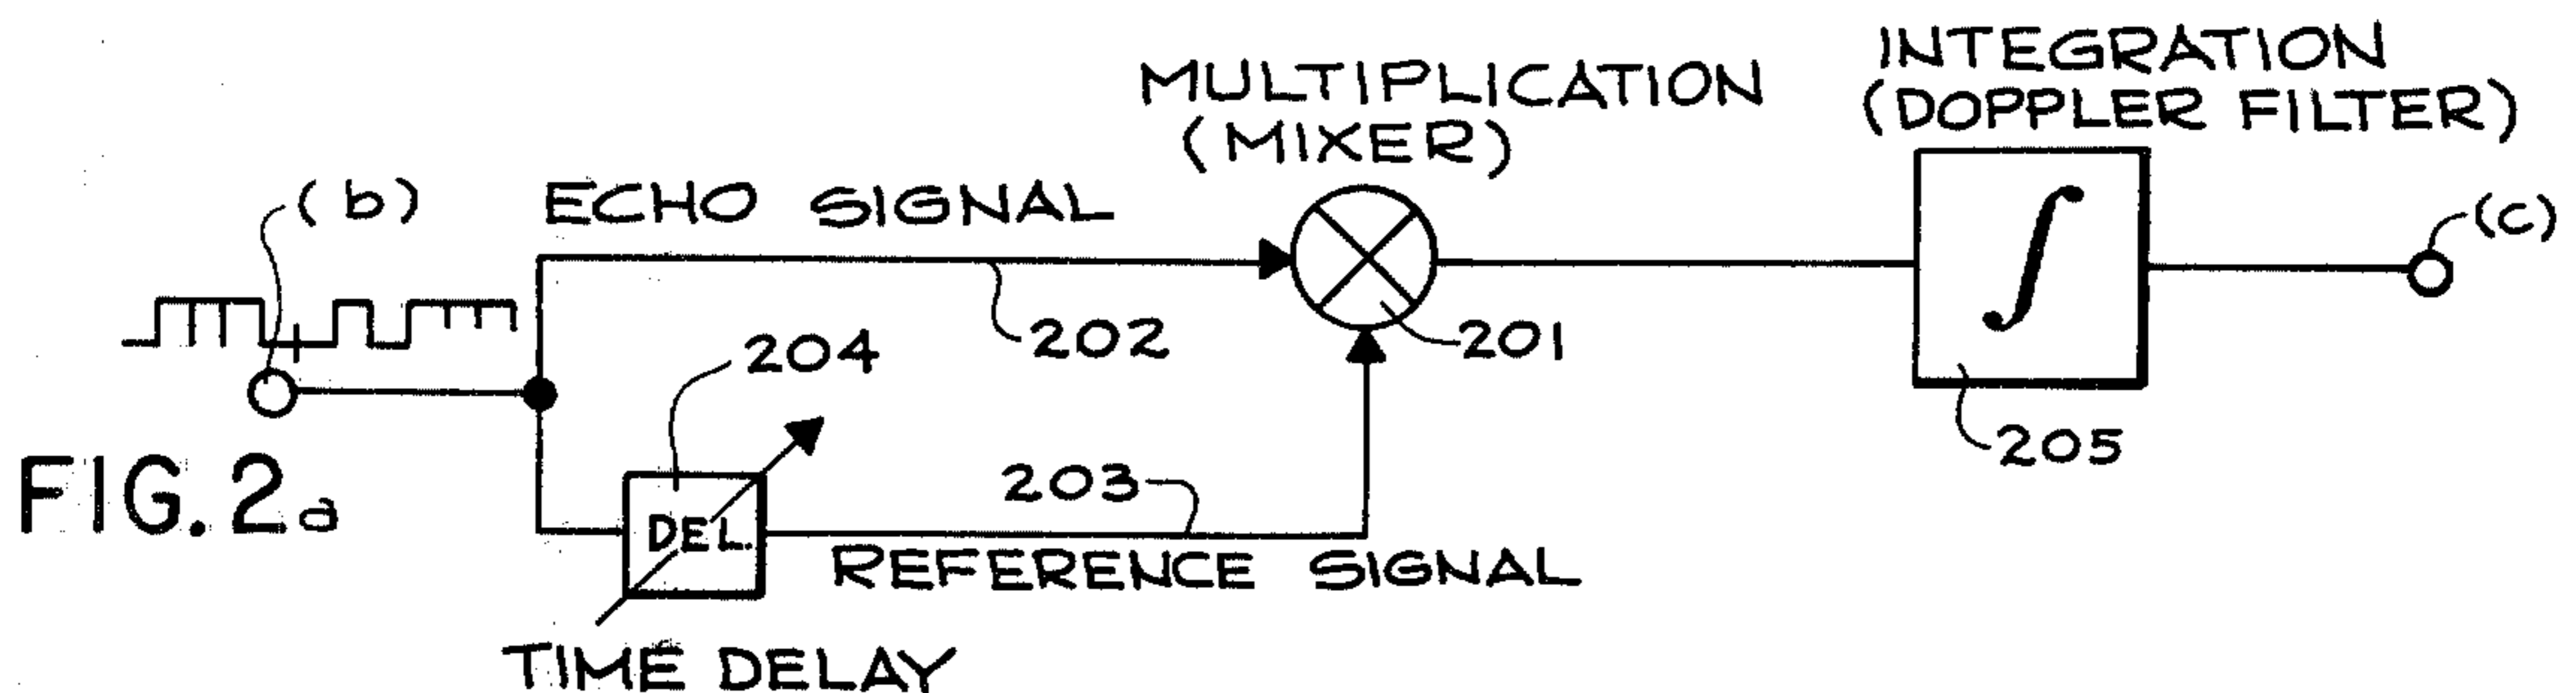 INTEGRATION
(DOPPLER FILTER)
MULTIPLICATION
(MIXER)
(b)
ECHO SIGNAL
(c)
202
201
204
205
203
DEL.
FIG. 2a
REFERENCE SIGNAL
TIME DELAY